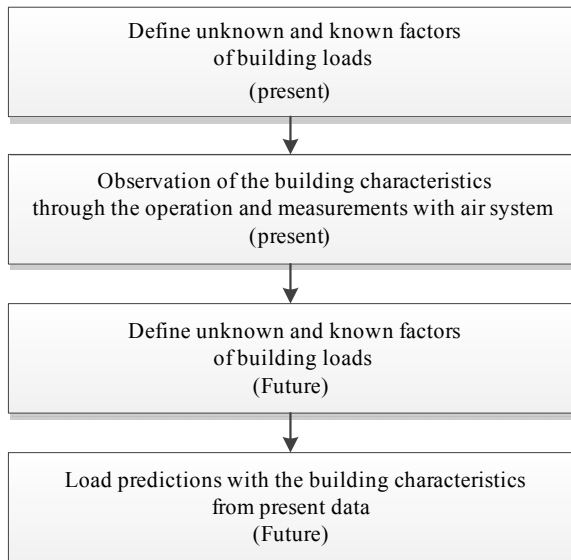 Define unknown and known factors
of building loads
(present)
Observation of the building characteristics
through the operation and measurements with air system
(present)
Define unknown and known factors
of building loads
(Future)
Load predictions with the building characteristics
from present data
(Future)